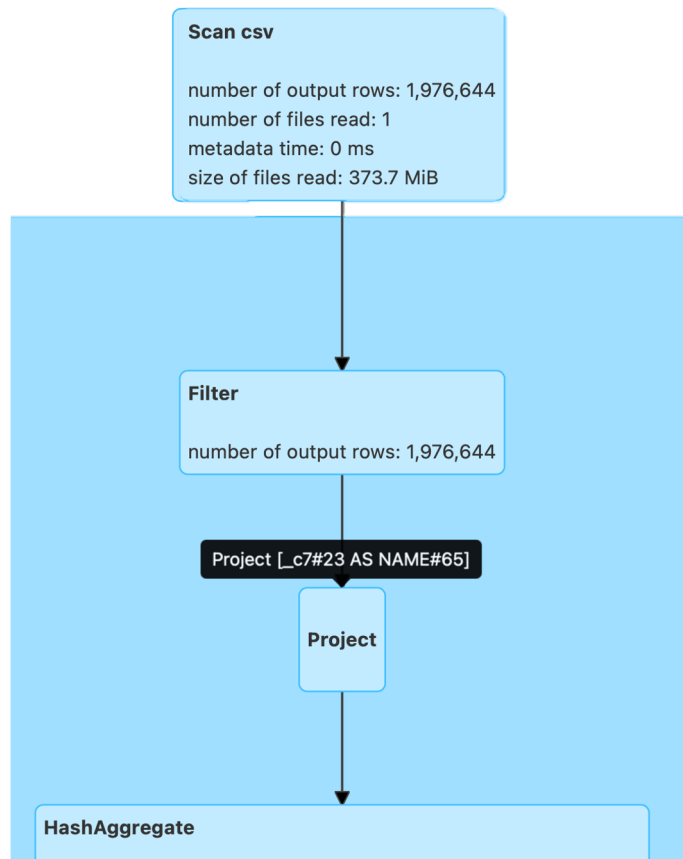 Scan csv
number of output rows: 1,976,644
number of files read: 1
metadata time: 0 ms
size of files read: 373.7 MiB
Filter
number of output rows: 1,976,644
Project [_c7#23 AS NAME#65]
Project
HashAggregate